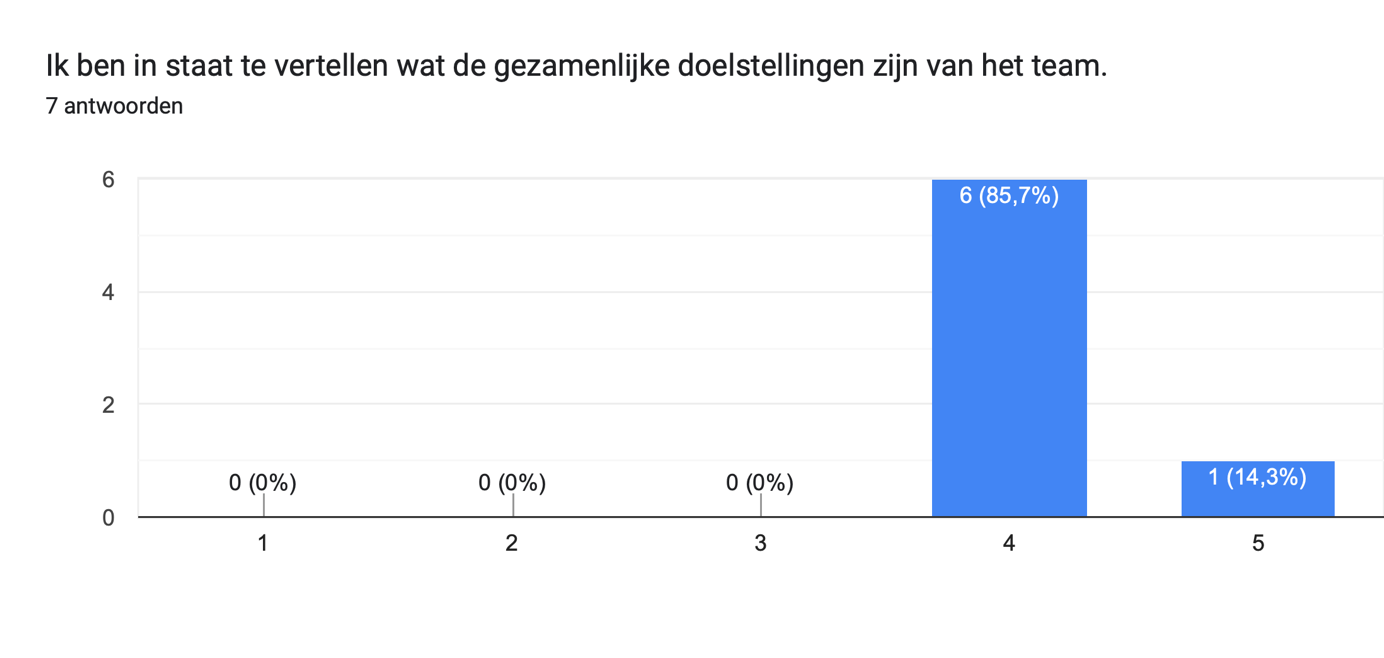 Ik ben in staat te vertellen wat de gezamenlijke doelstellingen zijn van het team.
7 antwoorden
6
6 (85,7%)
4
2
0 (0%) 0 (0%) 0 (0%) 1 (14,3%)
0
1 2 3 4 5